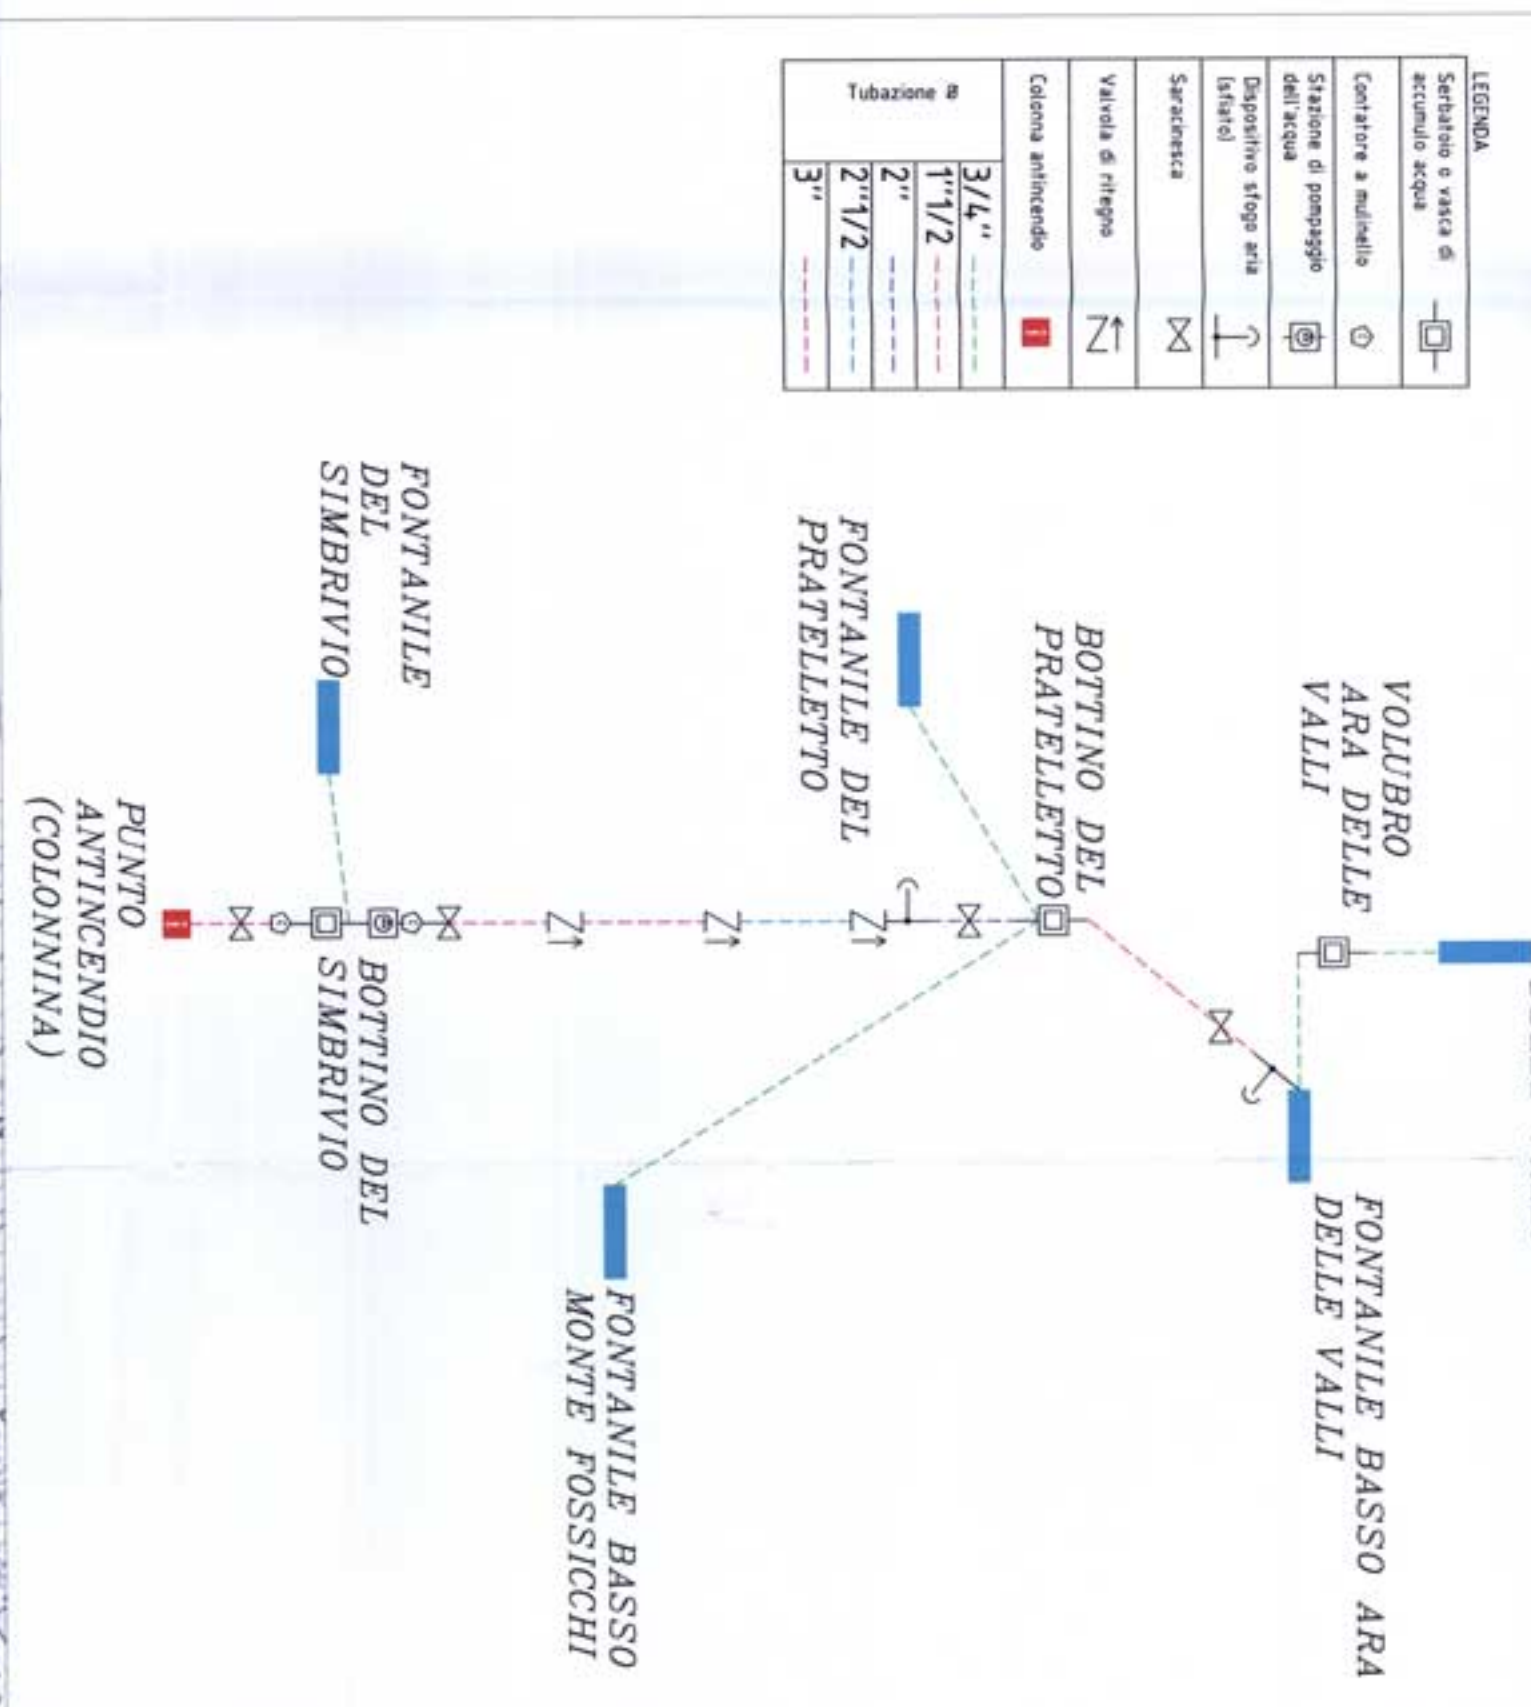 LEGENDA
Serbatoio o vasca di
accumulo acqua
Contatore a mulinello
Stazione di pompaggio
dell'acqua
Dispositivo sfogo aria
(sfiato)
Saracinesca
Valvola di ritegno
Colonna antincendio
Tubazione Ø
3/4"
1"1/2
2"
2"1/2
3"
VOLUBRO
ARA DELLE
VALLI
FONTANILE BASSO ARA
DELLE VALLI
BOTTINO DEL
PRATELLETTO
FONTANILE DEL
PRATELLETTO
FONTANILE BASSO
MONTE FOSSICCHI
FONTANILE
DEL
SIMBRIVIO
BOTTINO DEL
SIMBRIVIO
PUNTO
ANTINCENDIO
(COLONNINA)